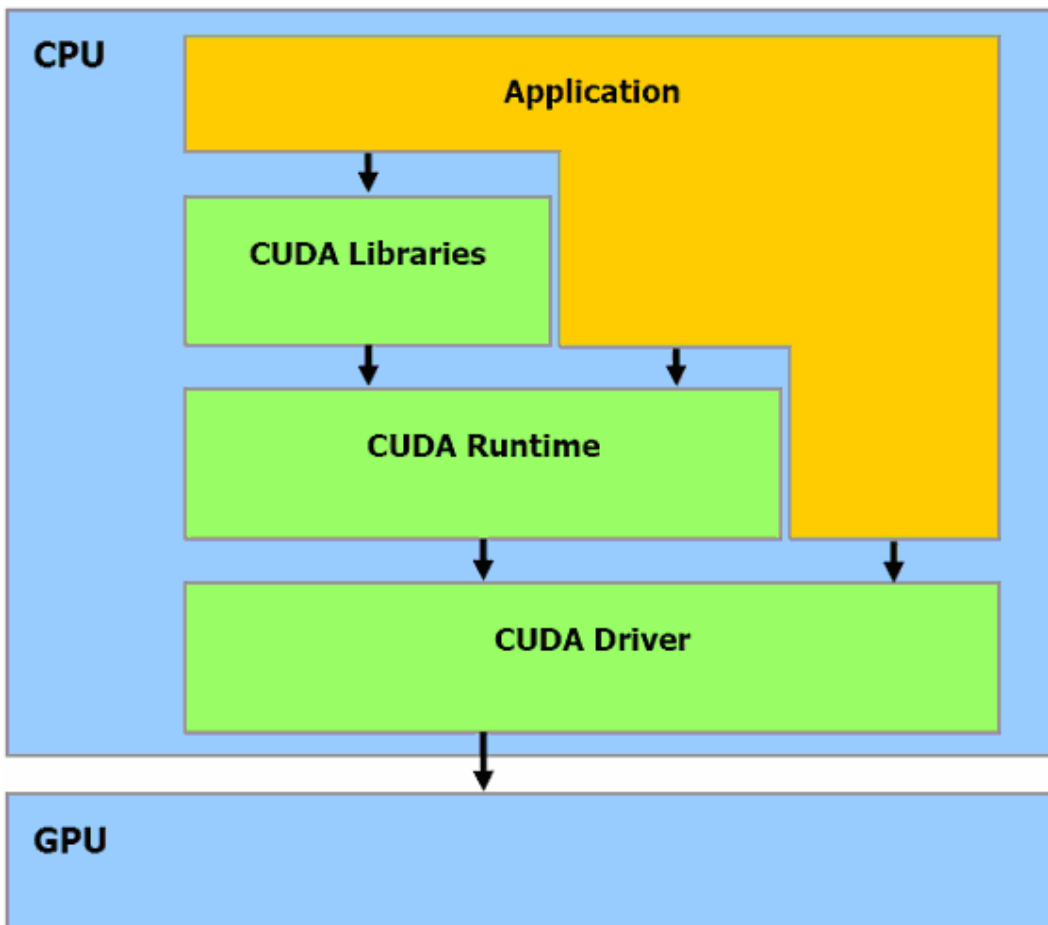 CPU
Application
CUDA Libraries
CUDA Runtime
CUDA Driver
GPU